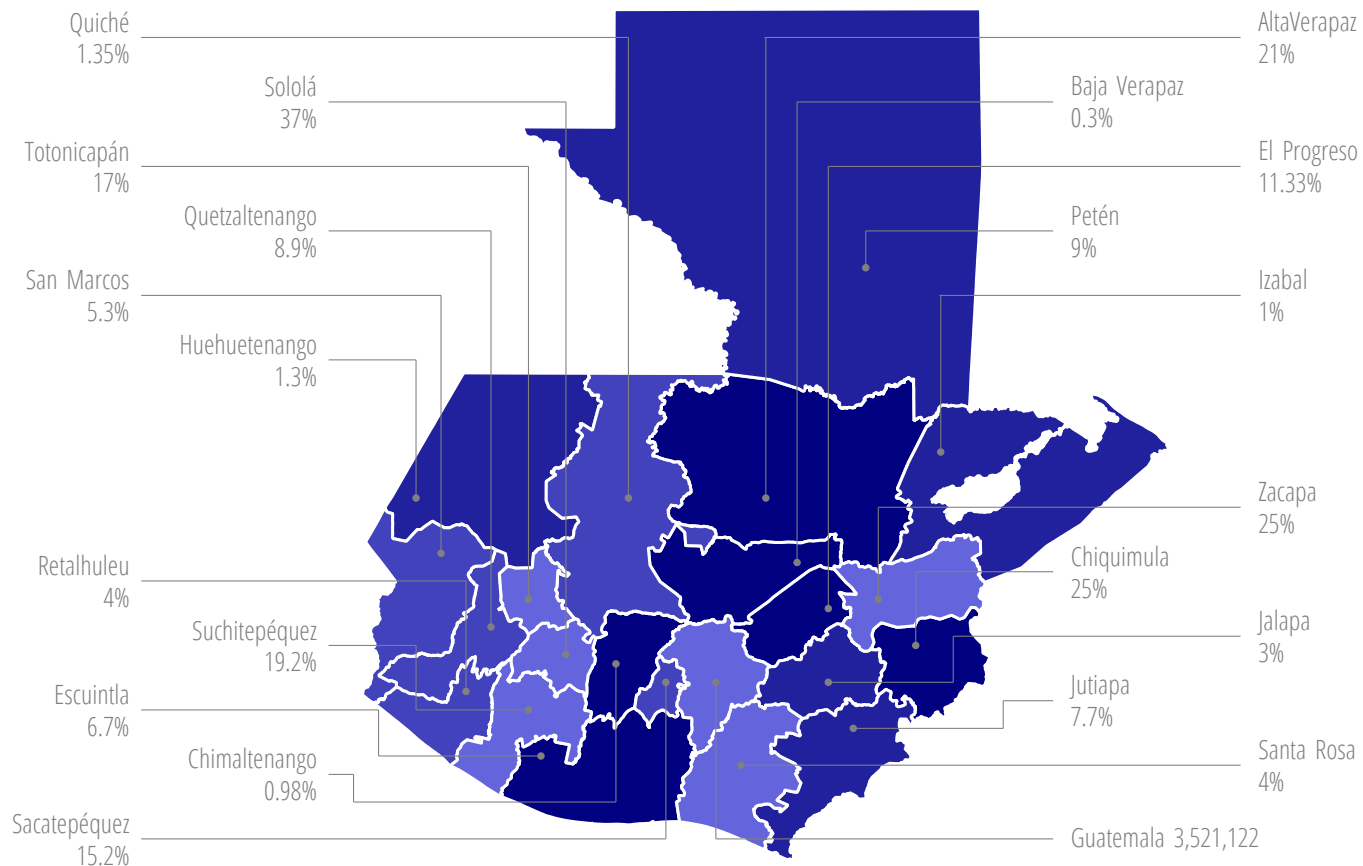 Quiché
1.35%
Sololá
37%
Totonicapán
17%
Quetzaltenango
8.9%
San Marcos
5.3%
Huehuetenango
1.3%
Retalhuleu
4%
Suchitepéquez
19.2%
Escuintla
6.7%
Chimaltenango
0.98%
Sacatepéquez
15.2%
AltaVerapaz
21%
Baja Verapaz
0.3%
El Progreso
11.33%
Petén
9%
Izabal
1%
Zacapa
25%
Chiquimula
25%
Jalapa
3%
Jutiapa
7.7%
Santa Rosa
4%
Guatemala 3,521,122